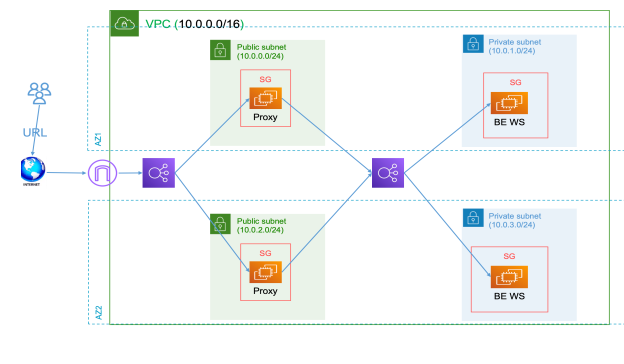 VPC (10.0.0.0/16)
Public subnet
(10.0.0.0/24)
SG
Proxy
Private subnet
(10.0.1.0/24)
SG
BE WS
URL
AZ1
INTERNET
Public subnet
(10.0.2.0/24)
SG
Proxy
Private subnet
(10.0.3.0/24)
SG
BE WS
AZ2